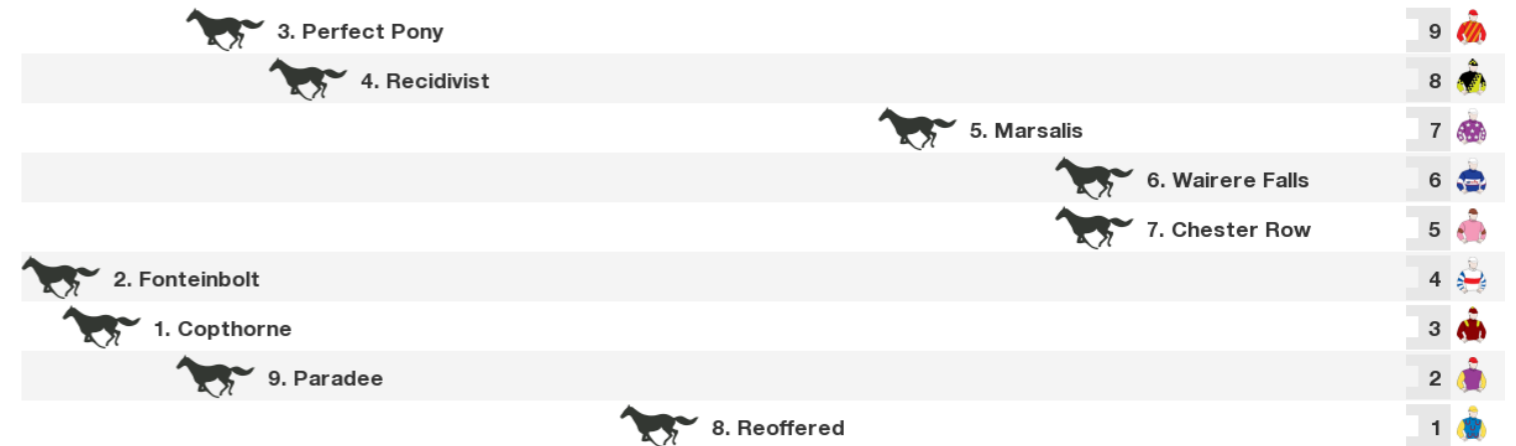 3. Perfect Pony 9
4. Recidivist 8
5. Marsalis 7
6. Wairere Falls 6
7. Chester Row 5
2. Fonteinbolt 4
1. Copthorne 3
9. Paradee 2
8. Reoffered 1